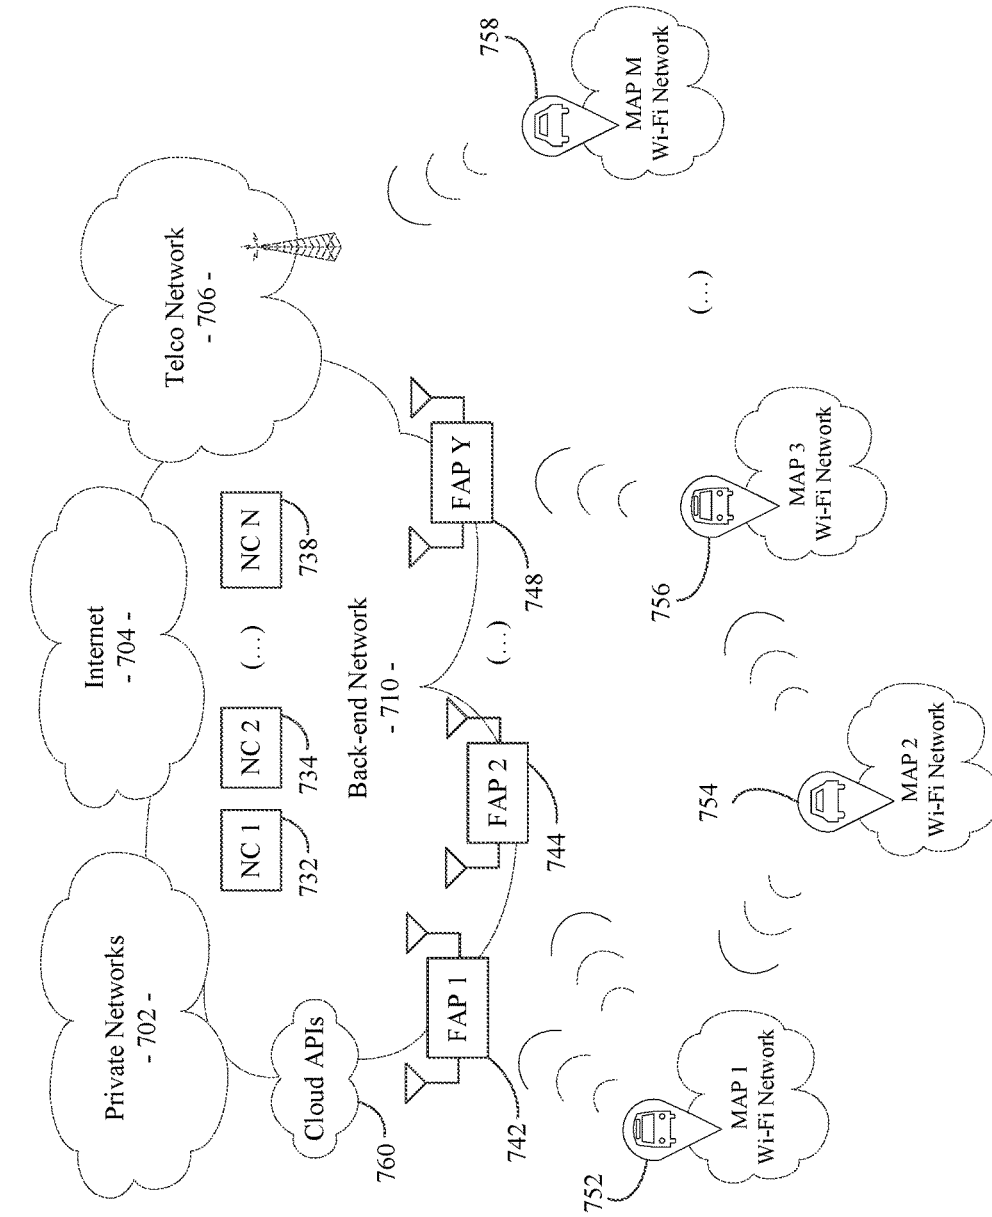 Private Networks
- 702 -
Internet
- 704 -
Telco Network
- 706 -
Cloud APIs
760
NC 1
732
NC 2
734
(...)
NC N
738
Back-end Network
- 710 -
FAP 1
742
FAP 2
744
(...)
FAP Y
748
752
MAP 1
Wi-Fi Network
754
MAP 2
Wi-Fi Network
756
MAP 3
Wi-Fi Network
(...)
758
MAP M
Wi-Fi Network